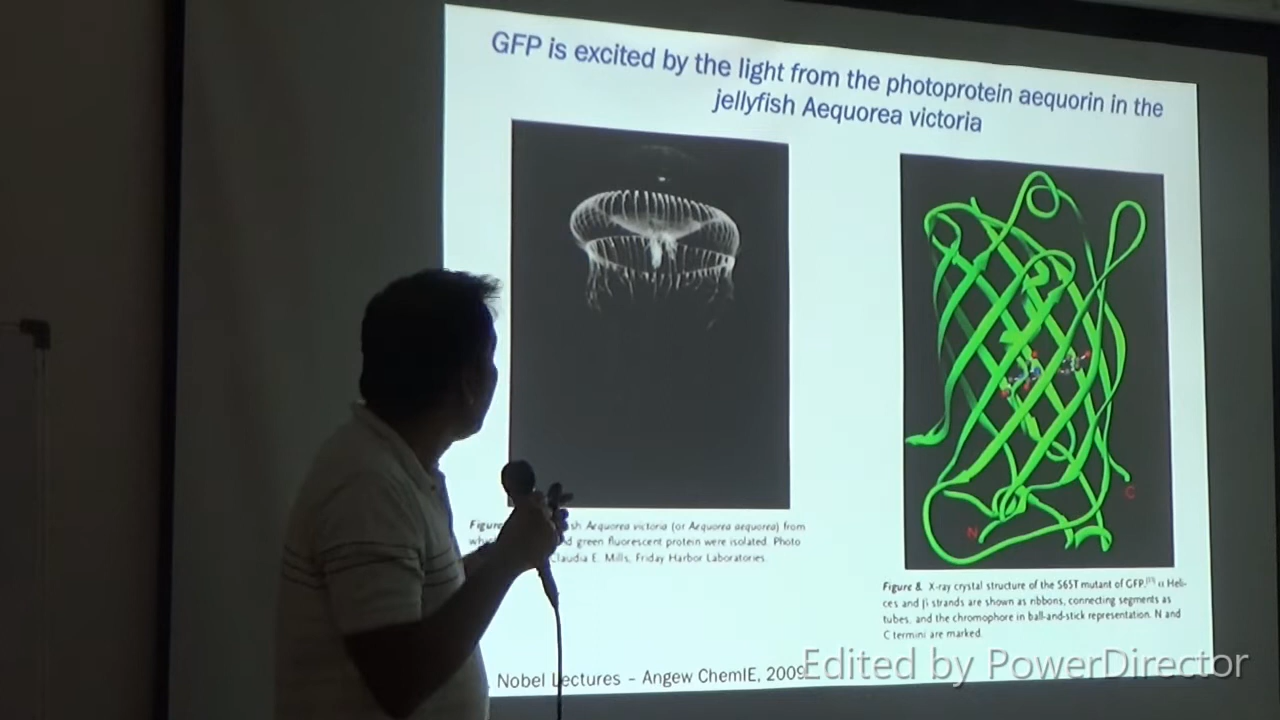 GFP is excited by the light from the photoprotein aequorin in the
jellyfish Aequorea victoria
Figure sh Aequorea victoria (or Aequorea aequorea) from
d green fluorescent protein were isolated. Photo
Claudia E. Mills, Friday Harbor Laboratories.
Figure 8. X-ray crystal structure of the S65T mutant of GFP. α Heli-
ces and β strands are shown as ribbons, connecting segments as
tubes, and the chromophore in ball-and-stick representation. N and
C termini are marked.
N
C
Nobel Lectures – Angew ChemIE, 2009
Edited by PowerDirector